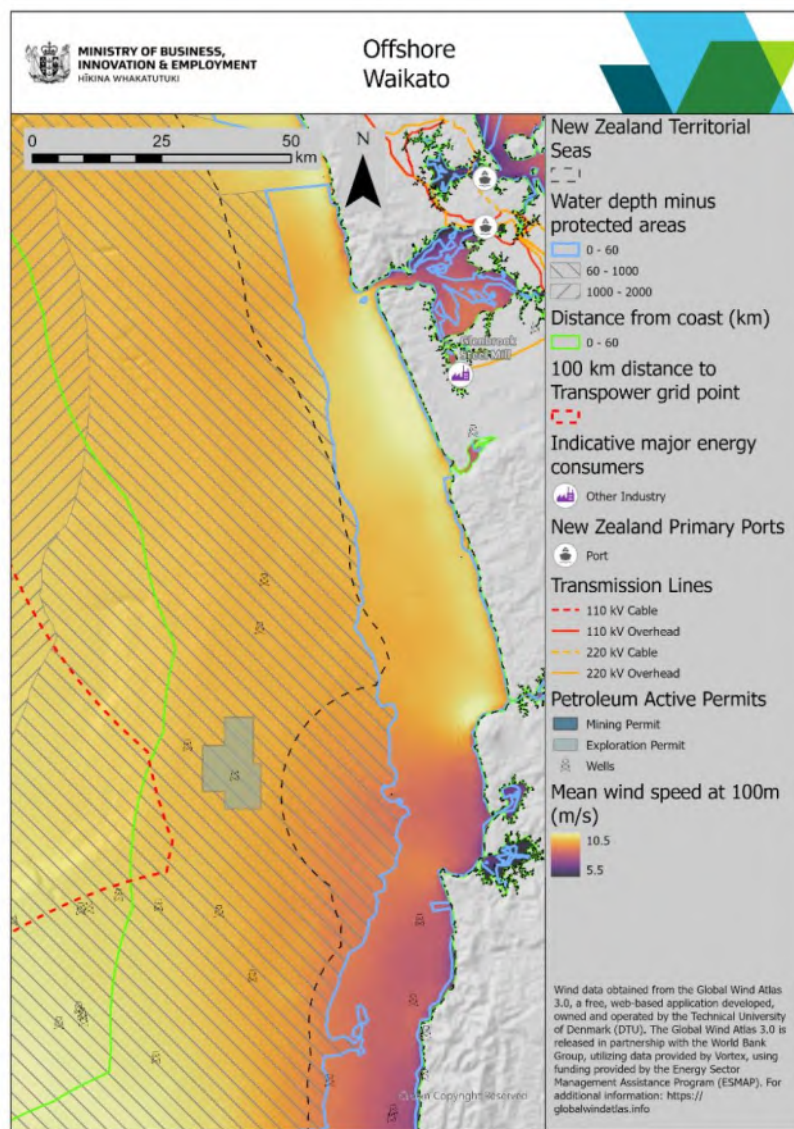 MINISTRY OF BUSINESS,
INNOVATION & EMPLOYMENT
HĪKINA WHAKATUTUKI
Offshore
Waikato
0 25 50
km
N
Glenbrook
Steel Mill
Crown Copyright Reserved
New Zealand Territorial
Seas
Water depth minus
protected areas
0 - 60
60 - 1000
1000 - 2000
Distance from coast (km)
0 - 60
100 km distance to
Transpower grid point
Indicative major energy
consumers
Other Industry
New Zealand Primary Ports
Port
Transmission Lines
110 kV Cable
110 kV Overhead
220 kV Cable
220 kV Overhead
Petroleum Active Permits
Mining Permit
Exploration Permit
Wells
Mean wind speed at 100m
(m/s)
10.5
5.5
Wind data obtained from the Global Wind Atlas
3.0, a free, web-based application developed,
owned and operated by the Technical University
of Denmark (DTU). The Global Wind Atlas 3.0 is
released in partnership with the World Bank
Group, utilizing data provided by Vortex, using
funding provided by the Energy Sector
Management Assistance Program (ESMAP). For
additional information: https://
globalwindatlas.info